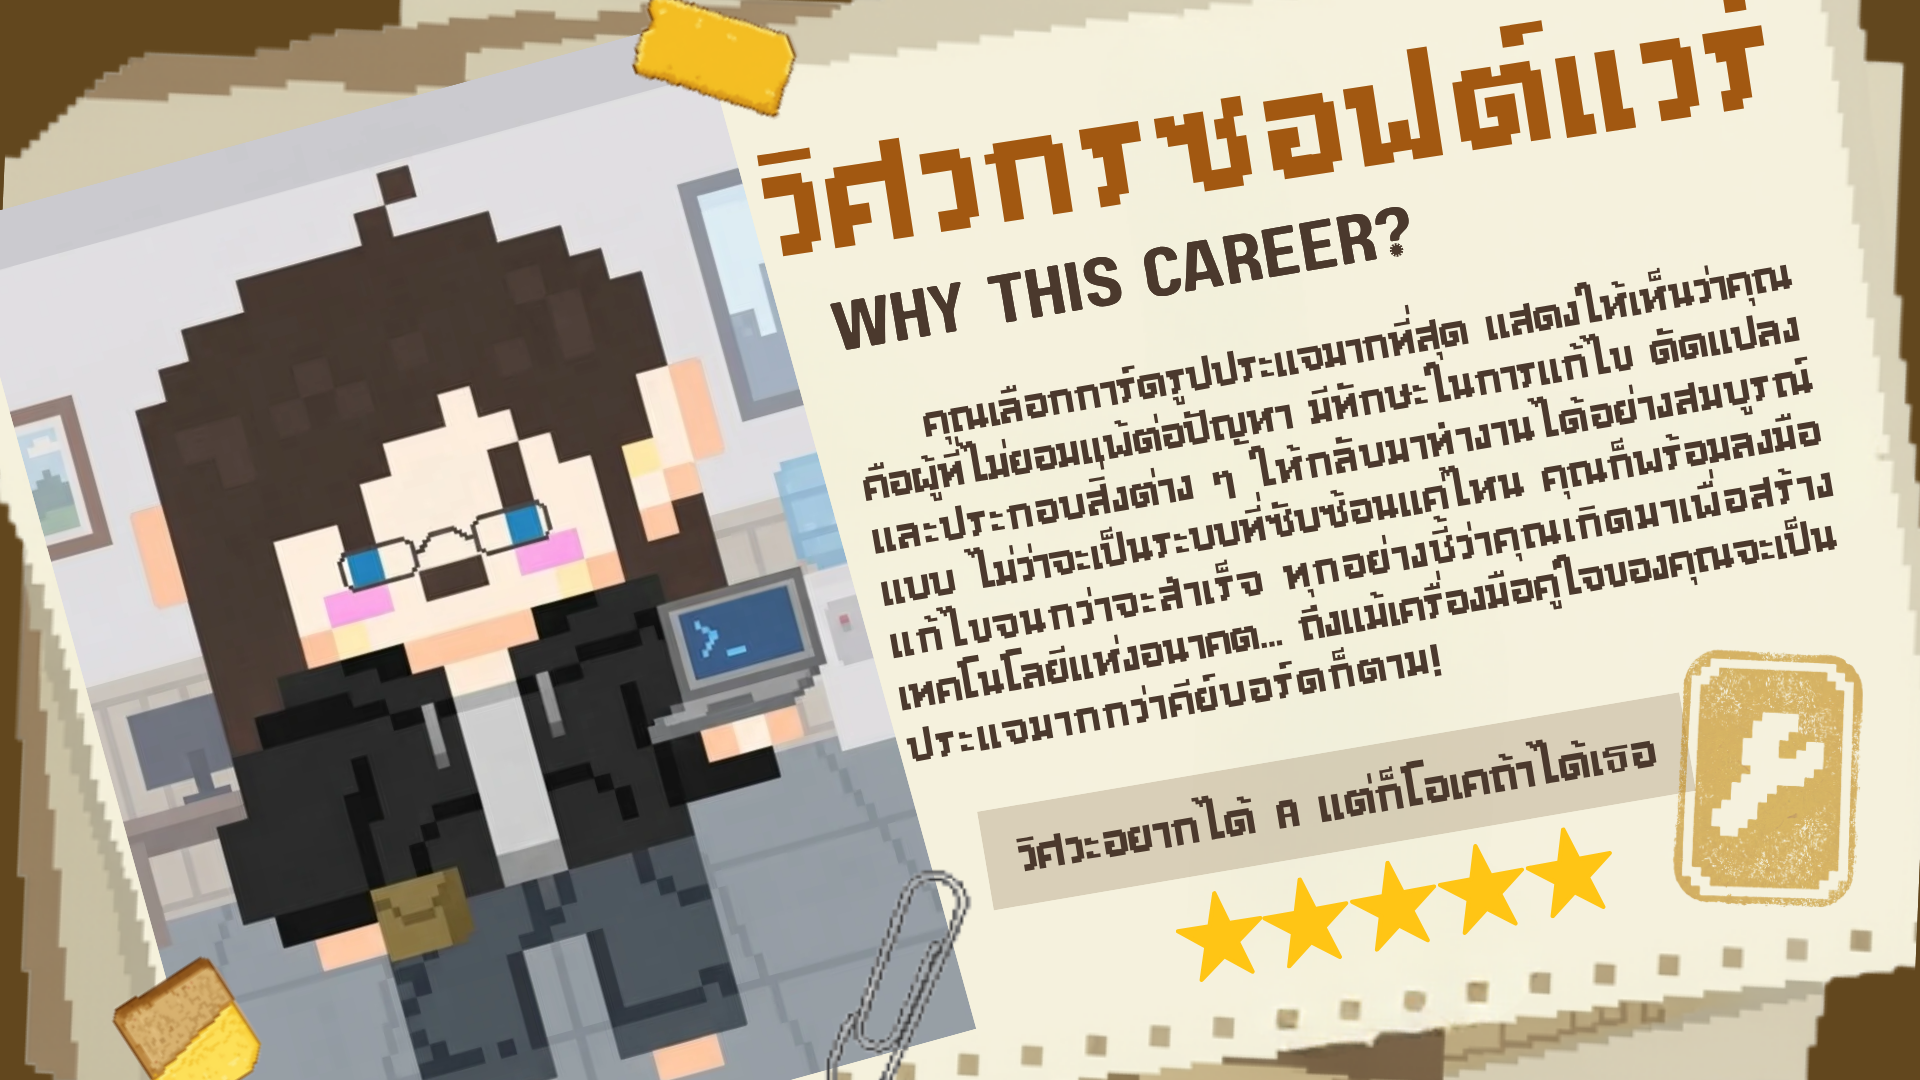 วิศวกรซอฟต์แวร์
WHY THIS CAREER?
คุณเลือกการ์ดรูปประแจมากที่สุด แสดงให้เห็นว่าคุณ
คือผู้ที่ไม่ยอมแพ้ต่อปัญหา มีทักษะในการแก้ไข ดัดแปลง
และประกอบสิ่งต่าง ๆ ให้กลับมาทำงานได้อย่างสมบูรณ์
แบบ ไม่ว่าจะเป็นระบบที่ซับซ้อนแค่ไหน คุณก็พร้อมลงมือ
แก้ไขจนกว่าจะสำเร็จ ทุกอย่างชี้ว่าคุณเกิดมาเพื่อสร้าง
เทคโนโลยีแห่งอนาคต... ถึงแม้เครื่องมือคู่ใจของคุณจะเป็น
ประแจมากกว่าคีย์บอร์ดก็ตาม!
วิศวะอยากได้ A แต่ก็โอเคถ้าได้เธอ
>_